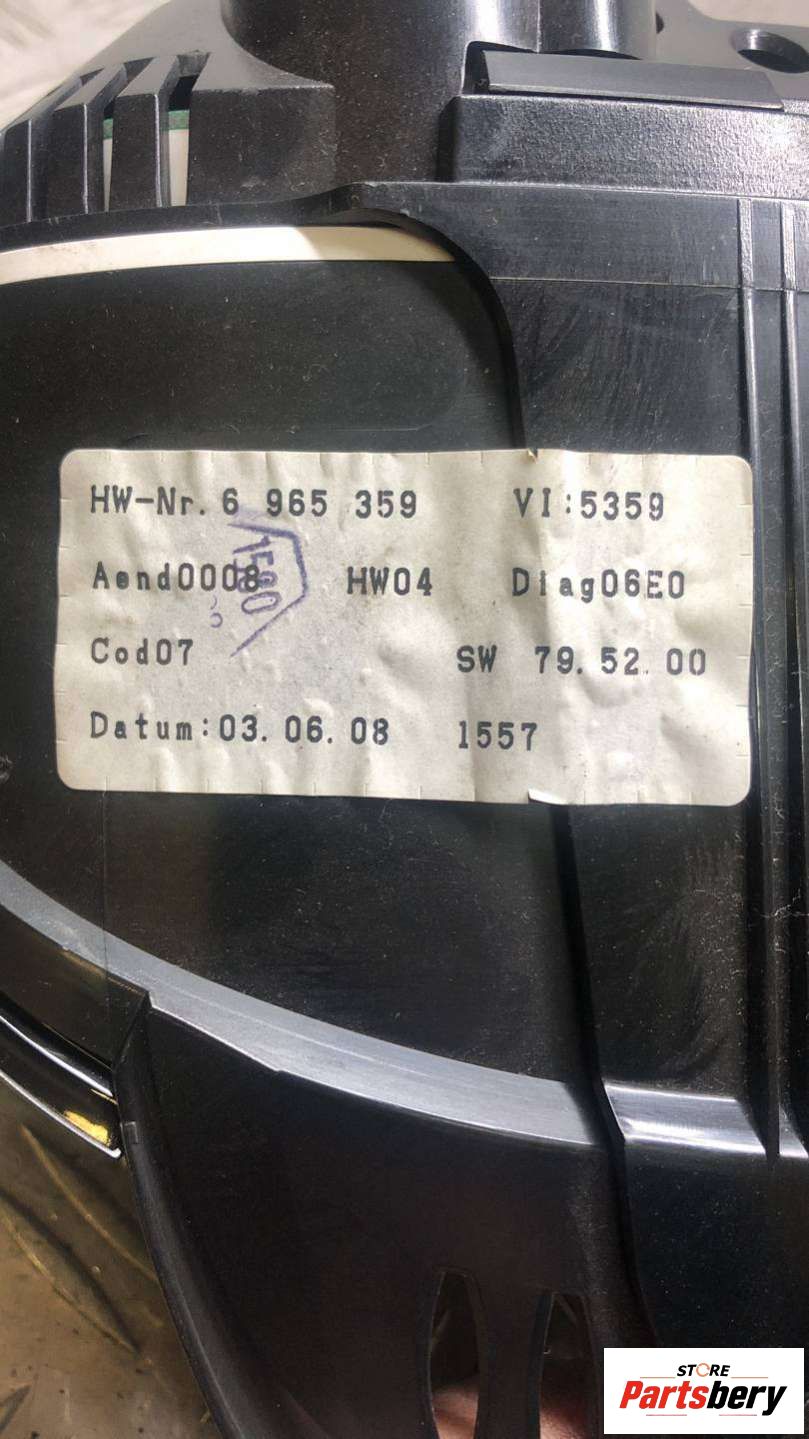 HW-Nr. 6 965 359 VI:5359
Aend0008 HW04 Diag06E0
Cod07 SW 79.52.00
Datum:03.06.08 1557
STORE
Partsbery